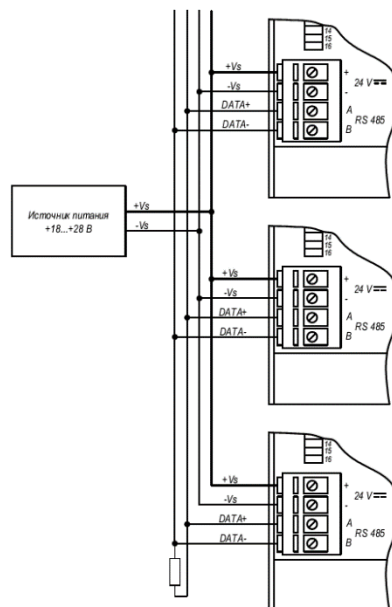 14
15
16
+Vs
+
24 V
-Vs
-
DATA+
A
RS 485
DATA-
B
Источник питания
+18...+28 В
+Vs
-Vs
14
15
16
+Vs
+
24 V
-Vs
-
DATA+
A
RS 485
DATA-
B
14
15
16
+Vs
+
24 V
-Vs
-
DATA+
A
RS 485
DATA-
B